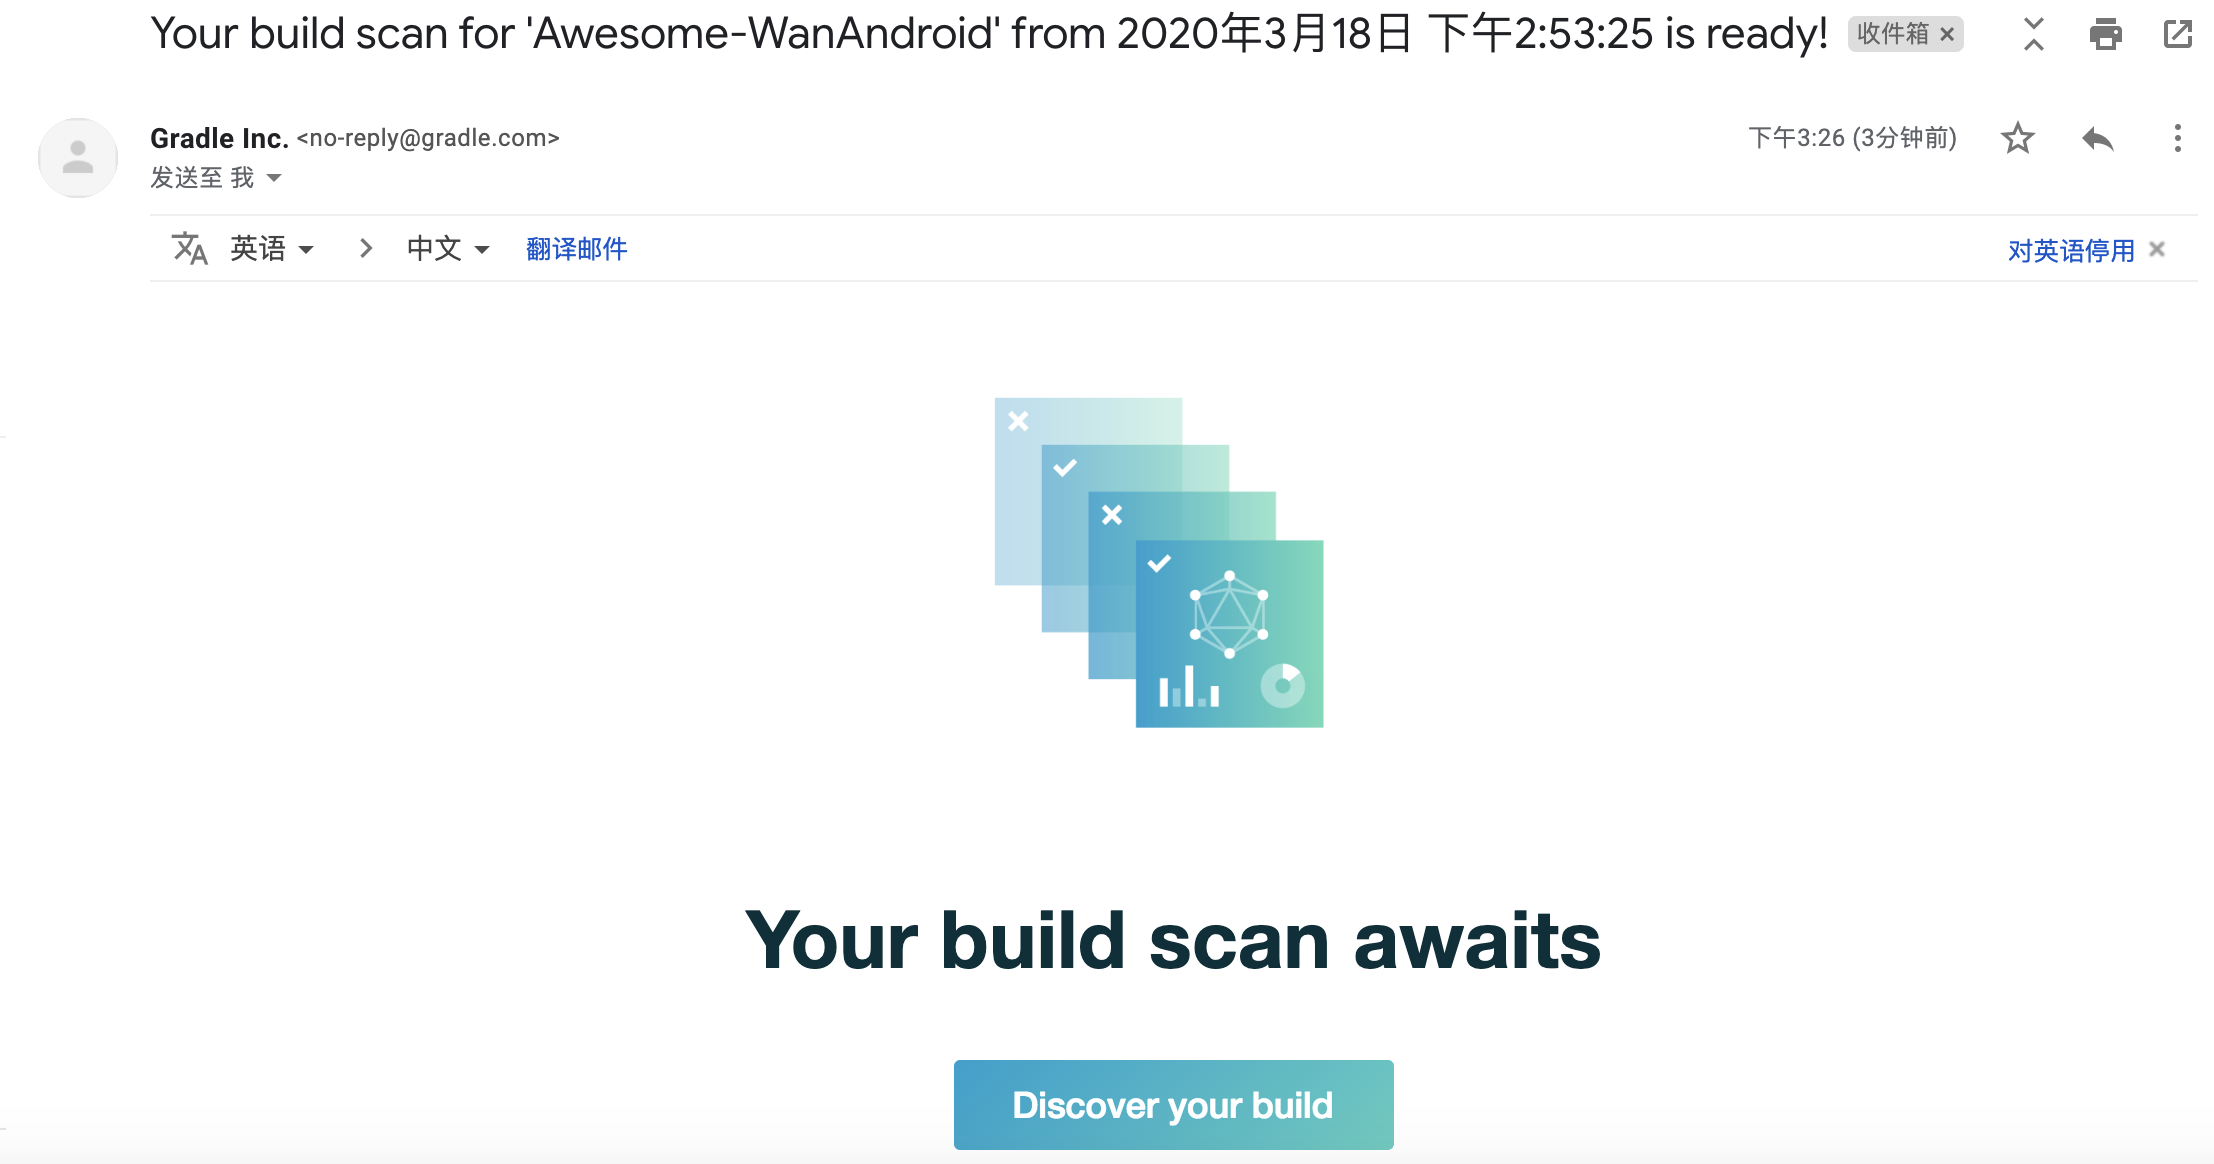 Your build scan for 'Awesome-WanAndroid' from 2020年3月18日 下午2:53:25 is ready! 收件箱 ×
Gradle Inc. <no-reply@gradle.com> 下午3:26 (3分钟前)
发送至 我
英语 > 中文 翻译邮件 对英语停用 ×
Your build scan awaits
Discover your build